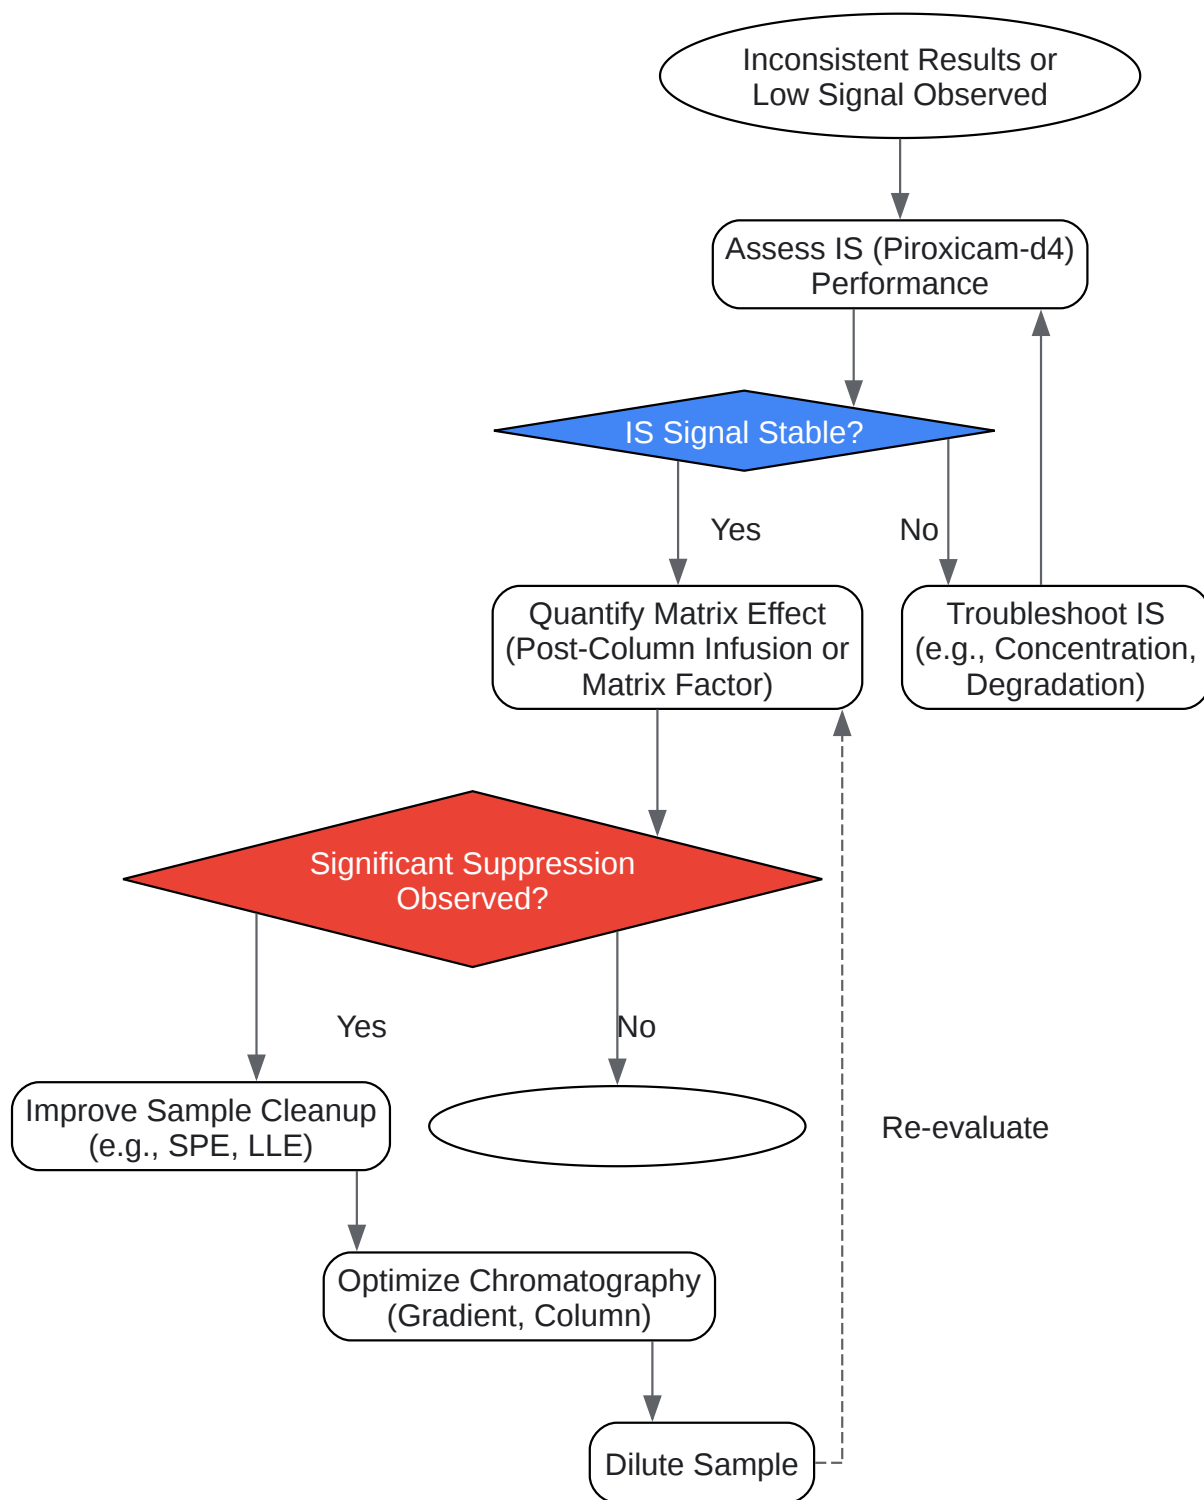 Inconsistent Results or
Low Signal Observed
Assess IS (Piroxicam-d4)
Performance
IS Signal Stable?
Yes
No
Quantify Matrix Effect
(Post-Column Infusion or
Matrix Factor)
Troubleshoot IS
(e.g., Concentration,
Degradation)
Significant Suppression
Observed?
Yes
No
Improve Sample Cleanup
(e.g., SPE, LLE)
Re-evaluate
Optimize Chromatography
(Gradient, Column)
Dilute Sample